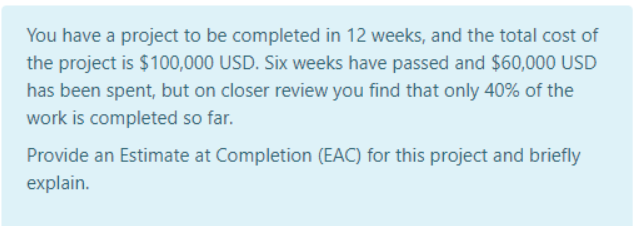 You have a project to be completed in 12 weeks, and the total cost of
the project is $100,000 USD. Six weeks have passed and $60,000 USD
has been spent, but on closer review you find that only 40% of the
work is completed so far.
Provide an Estimate at Completion (EAC) for this project and briefly
explain.